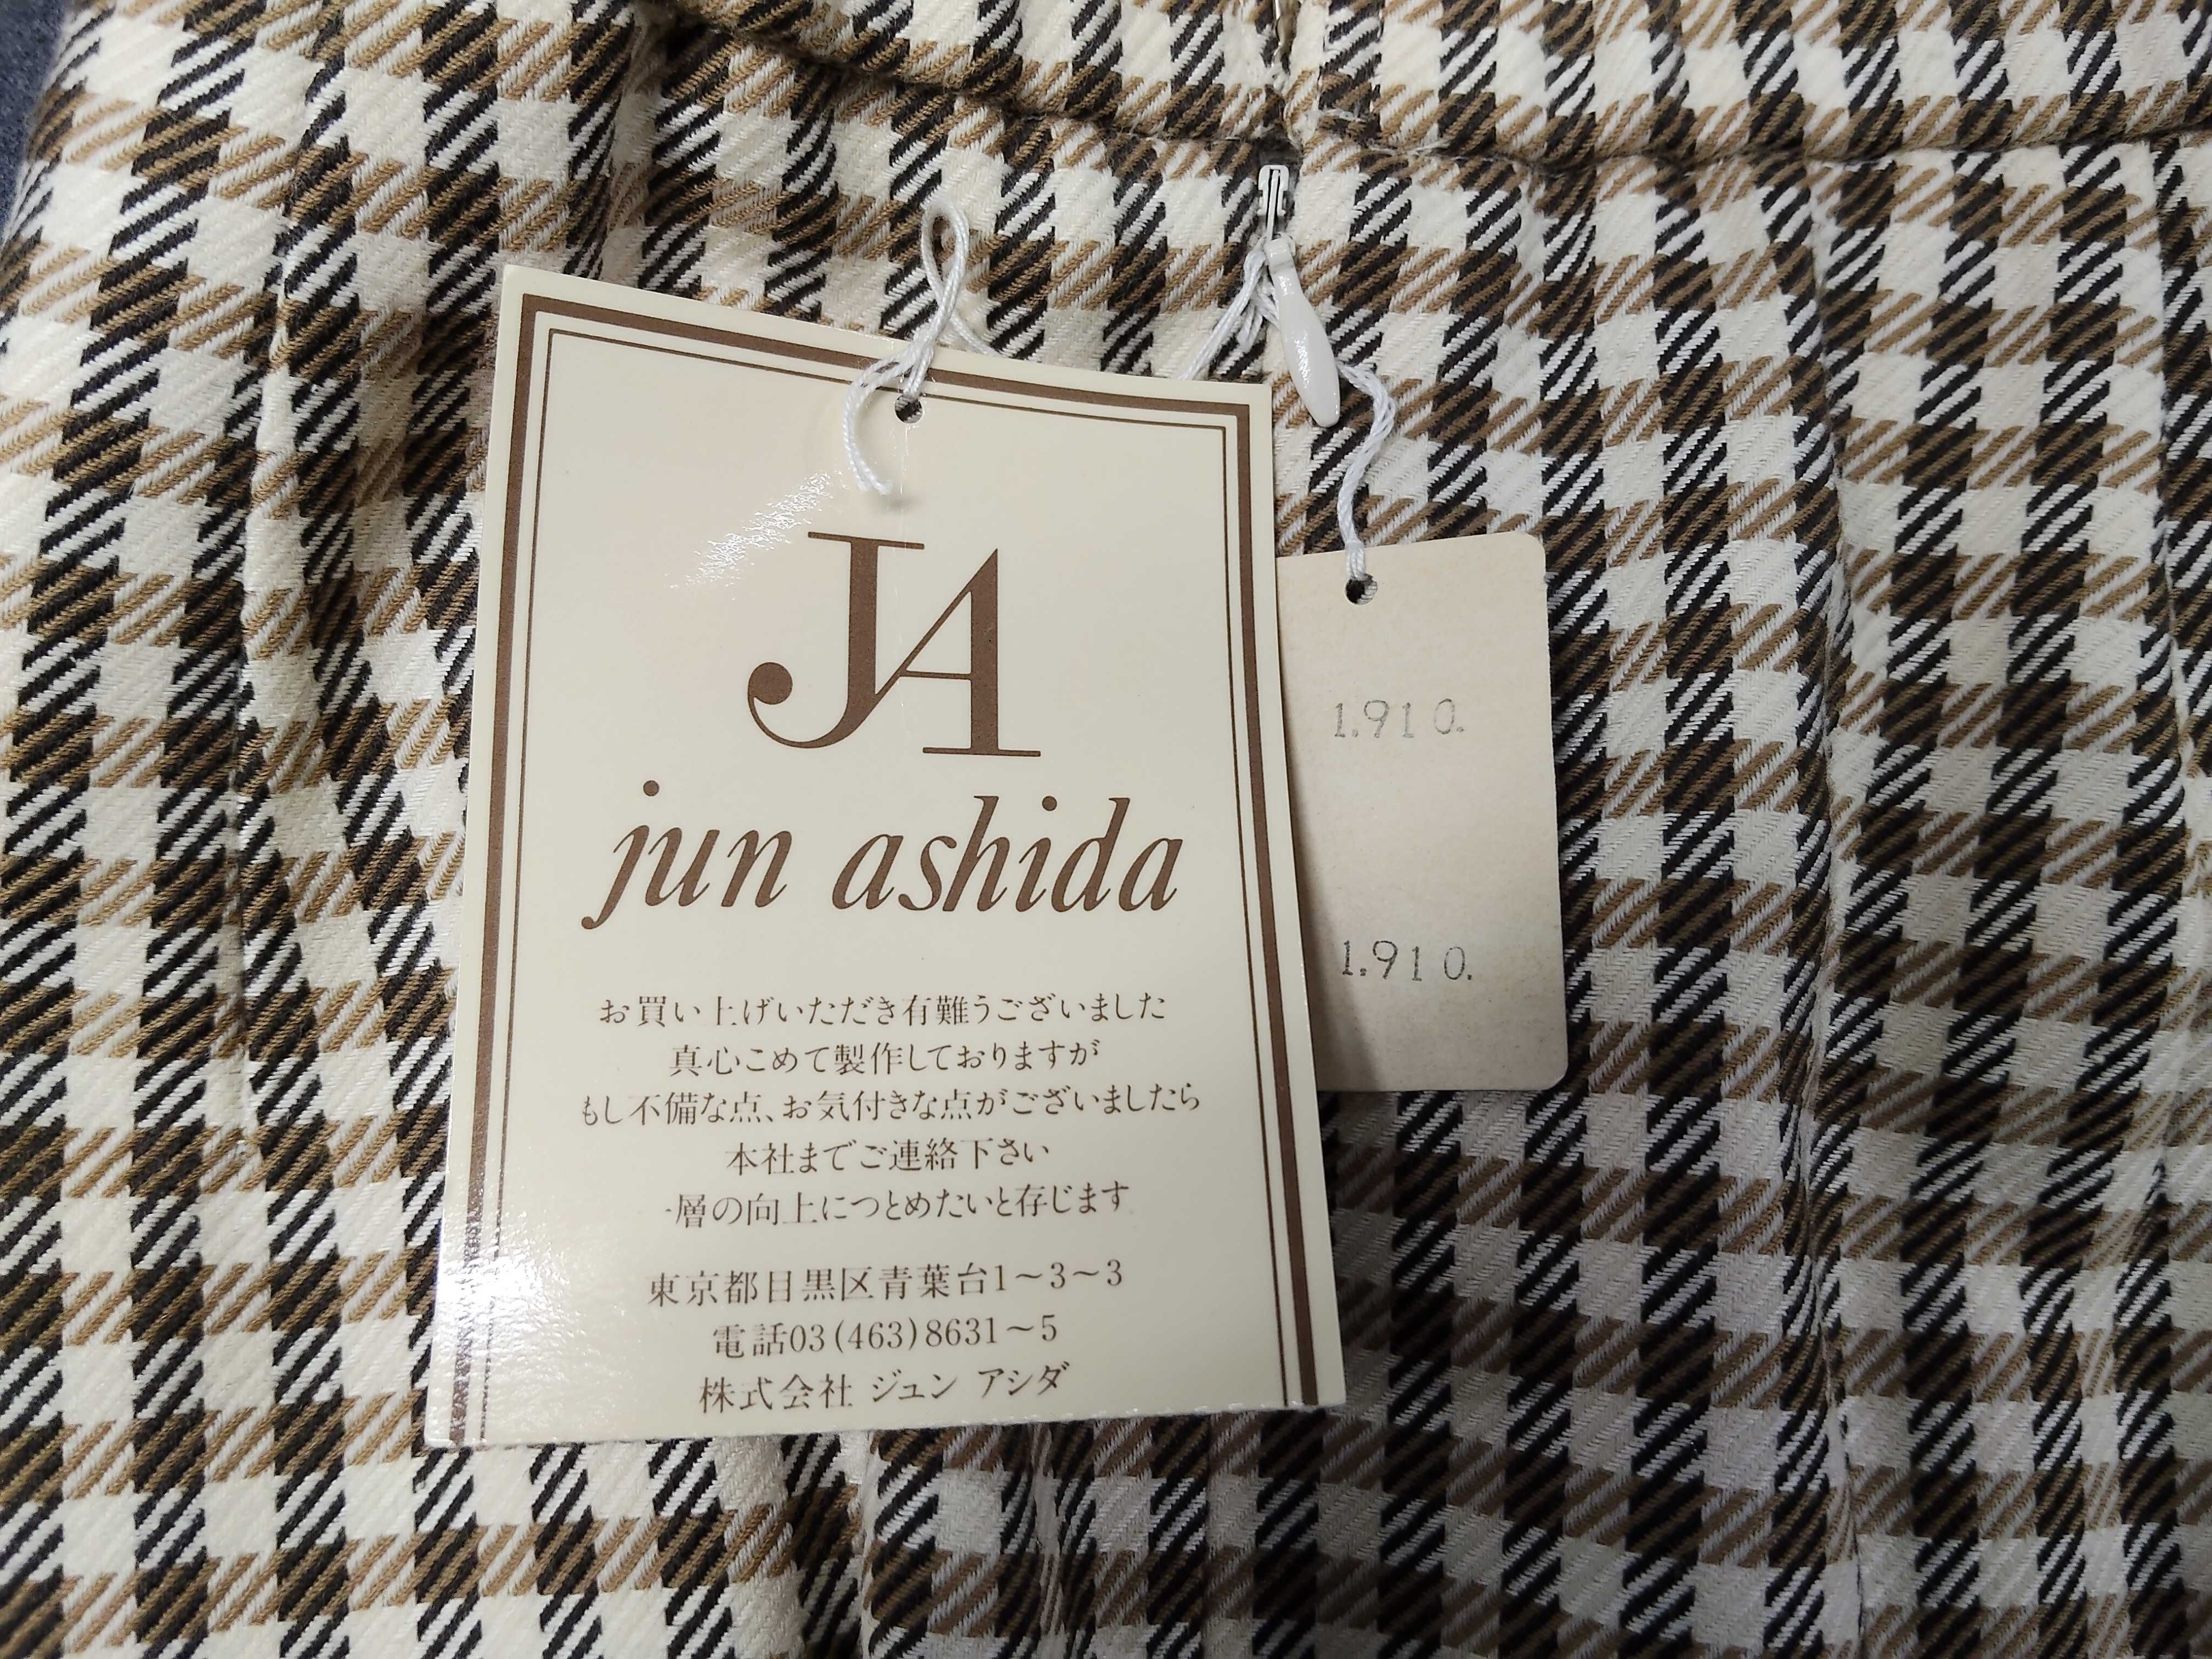 JA
jun ashida
お買い上げいただき有難うございました
真心こめて製作しておりますが
もし不備な点、お気付きな点がございましたら
本社までご連絡下さい
一層の向上につとめたいと存じます
東京都目黒区青葉台1〜3〜3
電話03(463)8631〜5
株式会社 ジュン アシダ
1.910.
1.910.